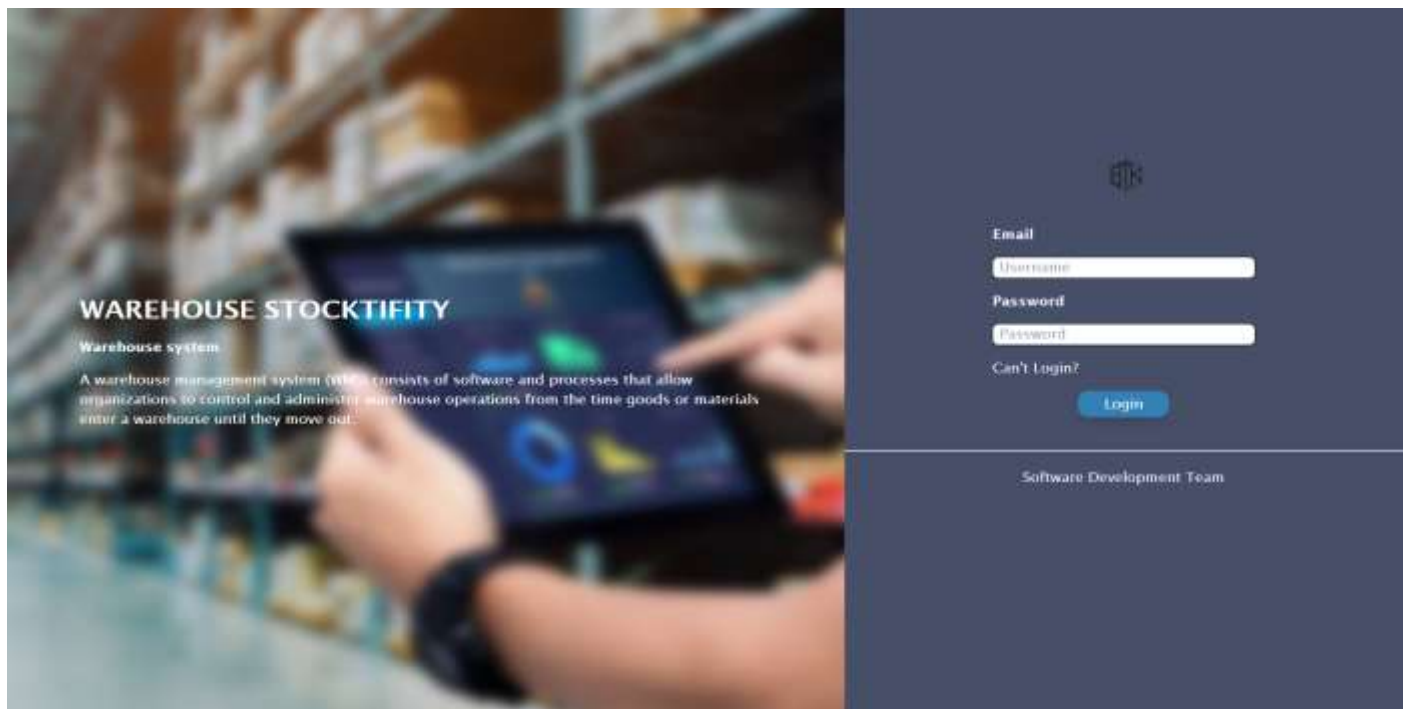 WAREHOUSE STOCKTIFITY
Warehouse system
A warehouse management system (WMS) consists of software and processes that allow
organizations to control and administer warehouse operations from the time goods or materials
enter a warehouse until they move out.
Email
Username
Password
Password
Can't Login?
Login
Software Development Team